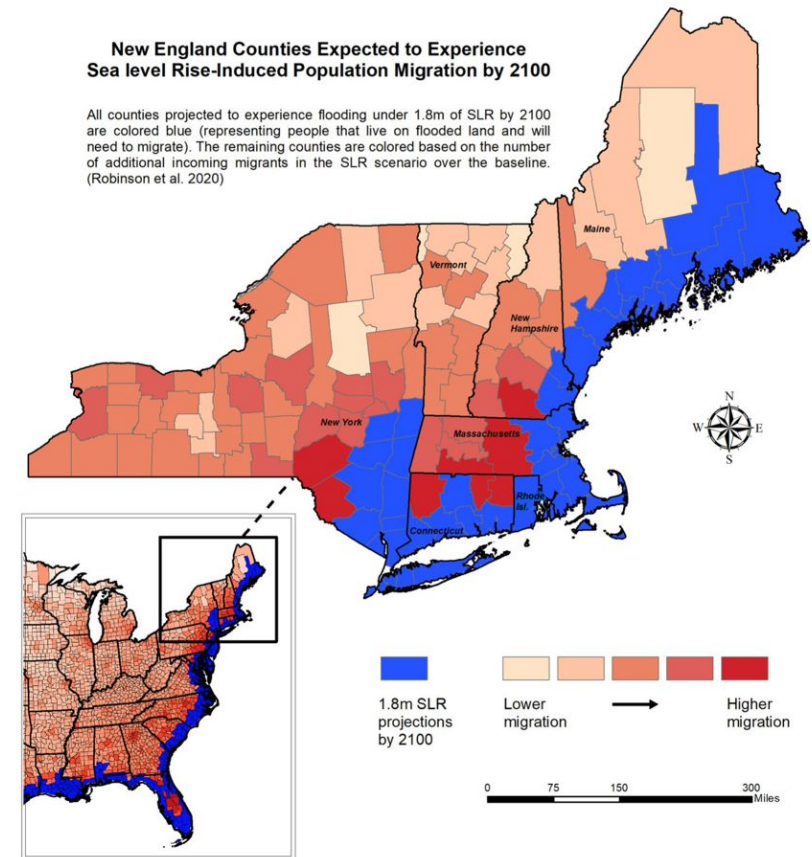 New England Counties Expected to Experience
Sea level Rise-Induced Population Migration by 2100
All counties projected to experience flooding under 1.8m of SLR by 2100
are colored blue (representing people that live on flooded land and will
need to migrate). The remaining counties are colored based on the number
of additional incoming migrants in the SLR scenario over the baseline.
(Robinson et al. 2020)
Maine
Vermont
New
Hampshire
New York
Massachusetts
Rhode
Isl.
Connecticut
N
W E
S
1.8m SLR
projections
by 2100
Lower
migration
Higher
migration
0 75 150 300
Miles